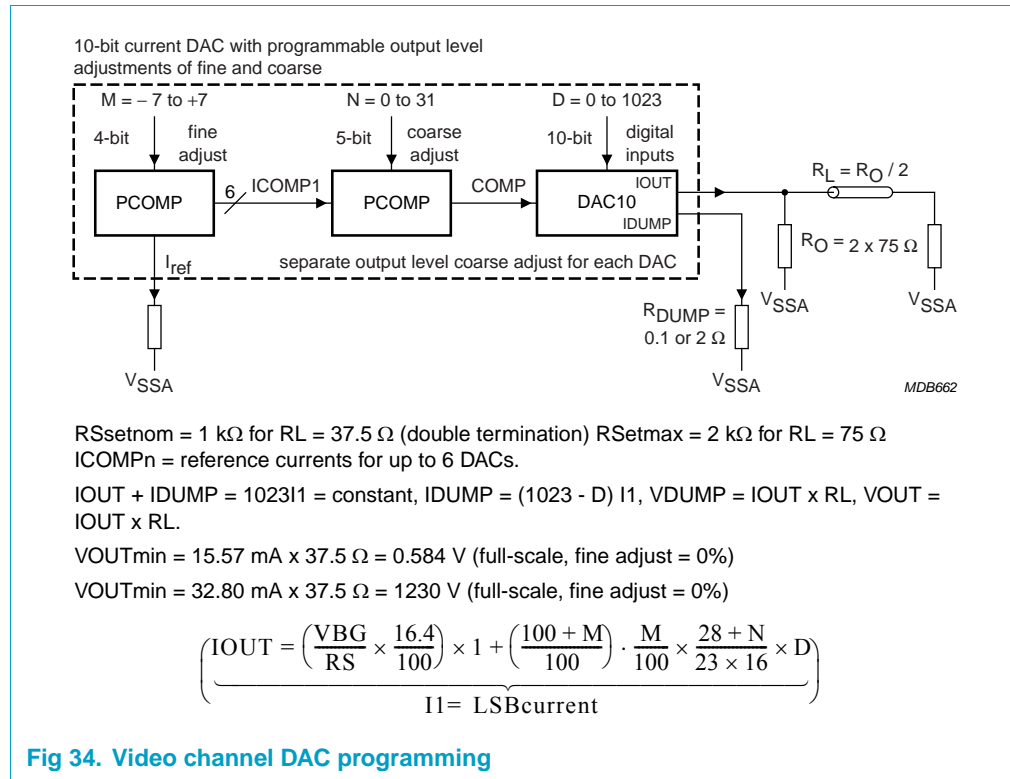 10-bit current DAC with programmable output level
adjustments of fine and coarse
M = – 7 to +7
N = 0 to 31
D = 0 to 1023
4-bit
fine
adjust
5-bit
coarse
adjust
10-bit
digital
inputs
PCOMP
6
ICOMP1
PCOMP
COMP
IOUT
DAC10
IDUMP
RL = RO / 2
RO =
2 x 75 Ω
Iref
separate output level coarse adjust for each DAC
VSSA
VSSA
RDUMP =
0.1 or 2 Ω
VSSA
VSSA
MDB662
RSsetnom = 1 kΩ for RL = 37.5 Ω (double termination) RSetmax = 2 kΩ for RL = 75 Ω
ICOMPn = reference currents for up to 6 DACs.
IOUT + IDUMP = 1023I1 = constant, IDUMP = (1023 - D) I1, VDUMP = IOUT x RL, VOUT =
IOUT x RL.
VOUTmin = 15.57 mA x 37.5 Ω = 0.584 V (full-scale, fine adjust = 0%)
VOUTmin = 32.80 mA x 37.5 Ω = 1230 V (full-scale, fine adjust = 0%)
(IOUT = (VBG/RS × 16.4/100) × 1 + ((100 + M)/100) · M/100 × (28 + N)/(23 × 16) × D)
I1= LSBcurrent
Fig 34. Video channel DAC programming